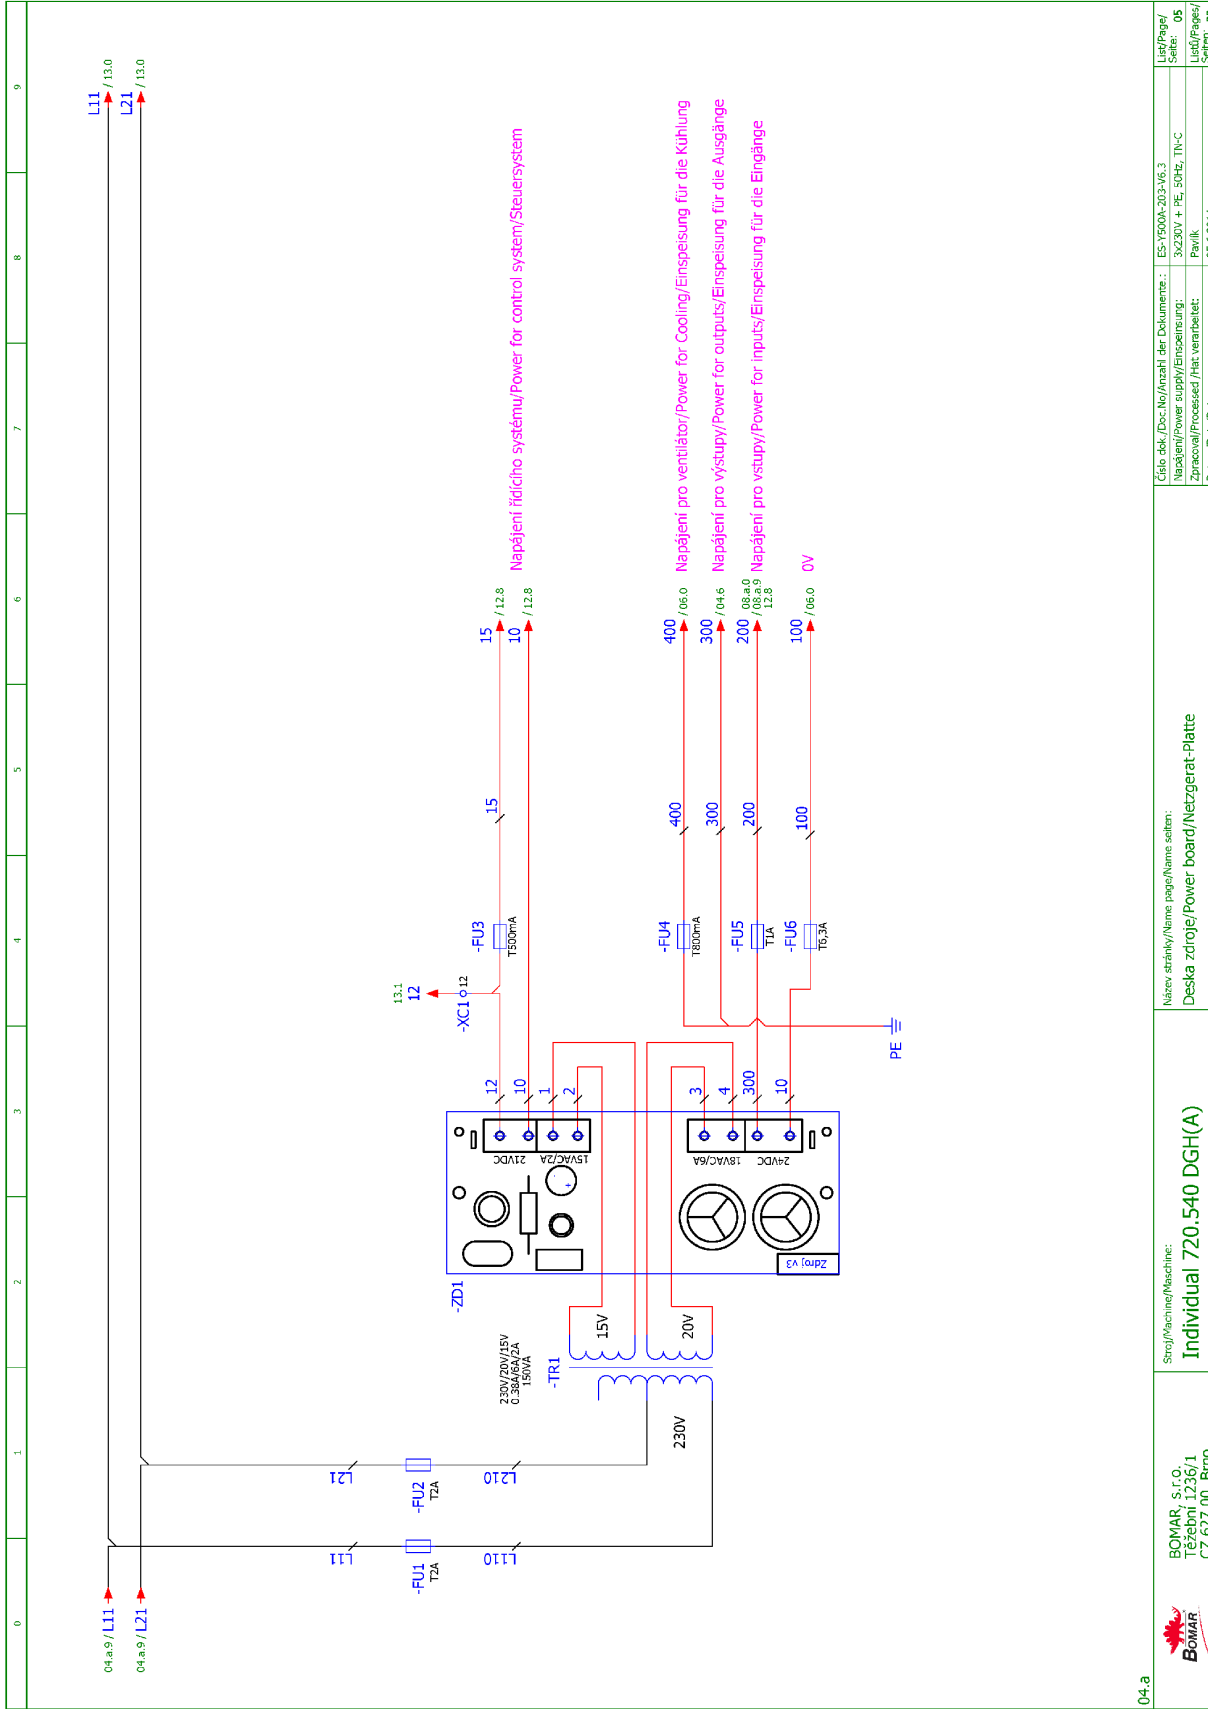 0 1 2 3 4 5 6 7 8 9
04.a.9 / L11
04.a.9 / L21
L11 / 13.0
L21 / 13.0
L11
L21
-FU1
T2A
-FU2
T2A
L110
L210
230V/20V/15V
0.38A/6A/2A
150VA
-TR1
230V
15V
20V
-ZD1
21VDC
15VAC/2A
18VAC/6A
24VDC
+
Zdroj v3
12
10
1
2
3
4
300
10
13.1
12
-XC1
12
PE
-FU3
T500mA
-FU4
T800mA
-FU5
T1A
-FU6
T6,3A
15
400
300
200
100
15 / 12.8
10 / 12.8
Napájení řídícího systému/Power for control system/Steuersystem
400 / 06.0
Napájení pro ventilátor/Power for Cooling/Einspeisung für die Kühlung
300 / 04.6
Napájení pro výstupy/Power for outputs/Einspeisung für die Ausgänge
200
08.a.0
/ 08.a.9
12.8
Napájení pro vstupy/Power for inputs/Einspeisung für die Eingänge
100 / 06.0
0V
04.a
BOMAR
BOMAR, s.r.o.
Těžební 1236/1
CZ 627 00 Brno
Stroj/Machine/Maschine:
Individual 720.540 DGH(A)
Název stránky/Name page/Name seiten:
Deska zdroje/Power board/Netzgerat-Platte
Číslo dok./Doc.No/Anzahl der Dokumente.: ES-Y500A-203-V6.3
Napájení/Power supply/Einspeinsung: 3x230V + PE, 50Hz, TN-C
Zpracoval/Processed /Hat verarbeitet: Pavlík
List/Page/
Seite: 05
Listů/Pages/